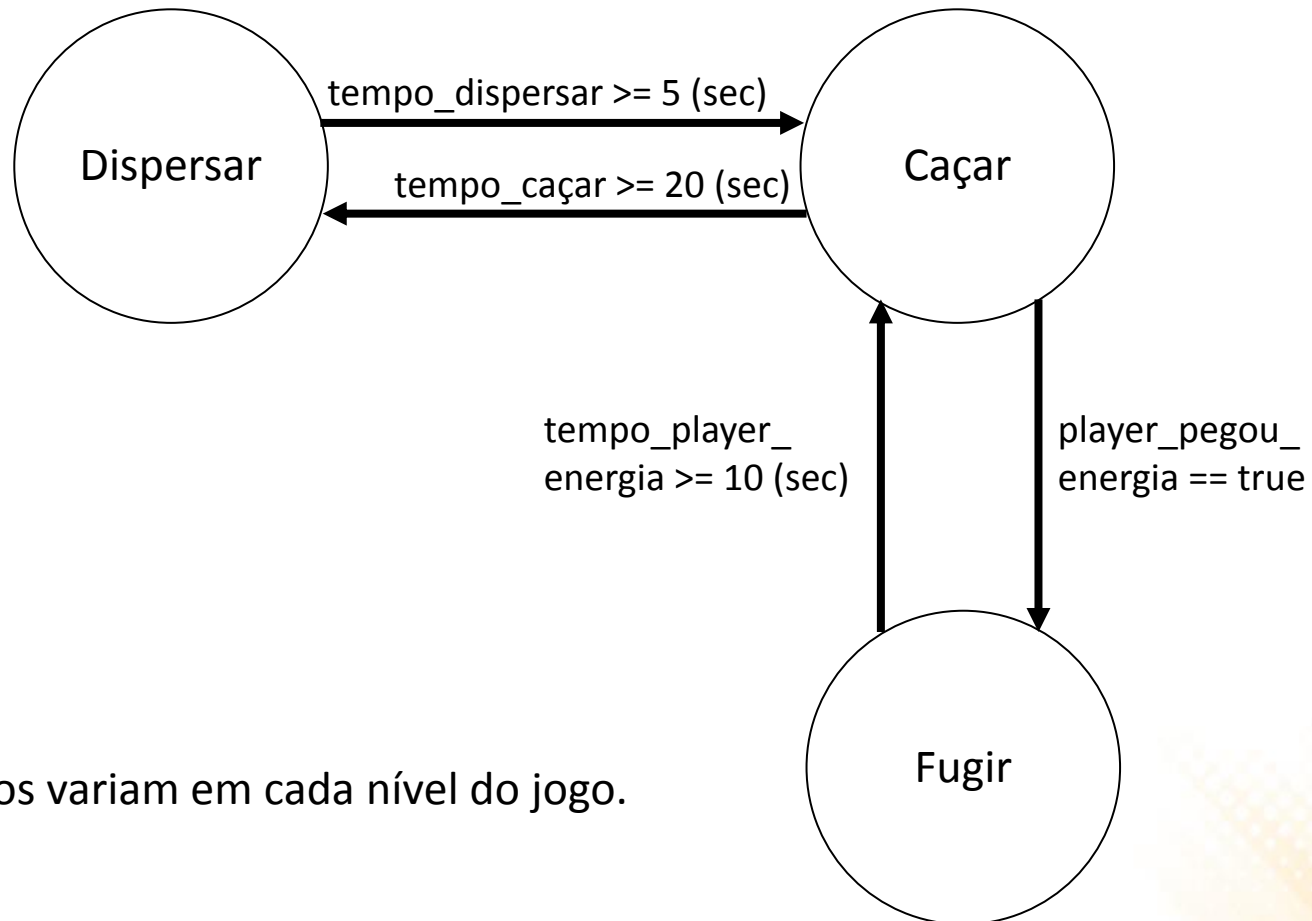 tempo_dispersar >= 5 (sec)
Dispersar
Caçar
tempo_caçar >= 20 (sec)
tempo_player_
energia >= 10 (sec)
player_pegou_
energia == true
Fugir
os variam em cada nível do jogo.